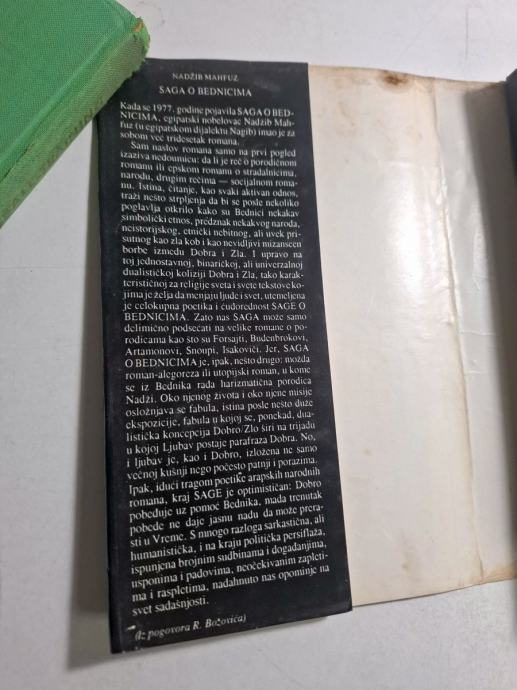 NADŽIB MAHFUZ
SAGA O BEDNICIMA
Kada se 1977. godine pojavila SAGA O BED-
NICIMA, egipatski nobelovac Nadžib Mah-
fuz (u egipatskom dijalektu Nagib) imao je za
sobom već tridesetak romana.
Sam naslov romana samo na prvi pogled
izaziva nedoumicu: da li je reč o porodičnom
romanu ili epskom romanu o stradalnicima,
narodu, drugim rečima — socijalnom roma-
nu. Istina, čitanje, kao svaki aktivan odnos,
traži nešto strpljenja da bi se posle nekoliko
poglavlja otkrilo kako su Bednici nekakav
simbolički etnos, predznak nekakvog naroda,
neistorijskog, etnički nebitnog, ali uvek pri-
sutnog kao zla kob i kao nevidljivi mizanscen
borbe između Dobra i Zla. I upravo na
toj jednostavnoj, binaričkoj, ali univerzalnoj
dualističkoj koliziji Dobra i Zla, tako karak-
terističnoj za religije sveta i svete tekstove ko-
jima je želja da menjaju ljude i svet, utemeljena
je celokupna poetika i čudorednost SAGE O
BEDNICIMA. Zato nas SAGA može samo
delimično podsećati na velike romane o po-
rodicama kao što su Forsajti, Budenbrokovi,
Artamonovi, Snoupi, Isakoviči. Jer, SAGA
O BEDNICIMA je, ipak, nešto drugo: možda
roman-alegoreza ili utopijski roman, u kome
se iz Bednika rađa harizmatična porodica
Nadži. Oko njenog života i oko njene misije
osložnjava se fabula, istina posle nešto duže
ekspozicije, fabula u kojoj se, ponekad, dua-
listička koncepcija Dobro/Zlo širi na trijadu
u kojoj Ljubav postaje parafraza Dobra. No,
i ljubav je, kao i Dobro, izložena ne samo
večnoj kušnji nego počesto patnji i porazima.
Ipak, idući tragom poetike arapskih narodnih
romana, kraj SAGE je optimističan: Dobro
pobeđuje uz pomoć Bednika, mada trenutak
pobede ne daje jasnu nadu da može prera-
sti u Vreme. S mnogo razloga sarkastična, ali
humanistička, i na kraju politička persiflaža,
ispunjena brojnim sudbinama i događanjima,
usponima i padovima, neočekivanim zapleti-
ma i raspletima, nadahnuto nas opominje na
svet sadašnjosti.
(Iz pogovora R. Božovića)